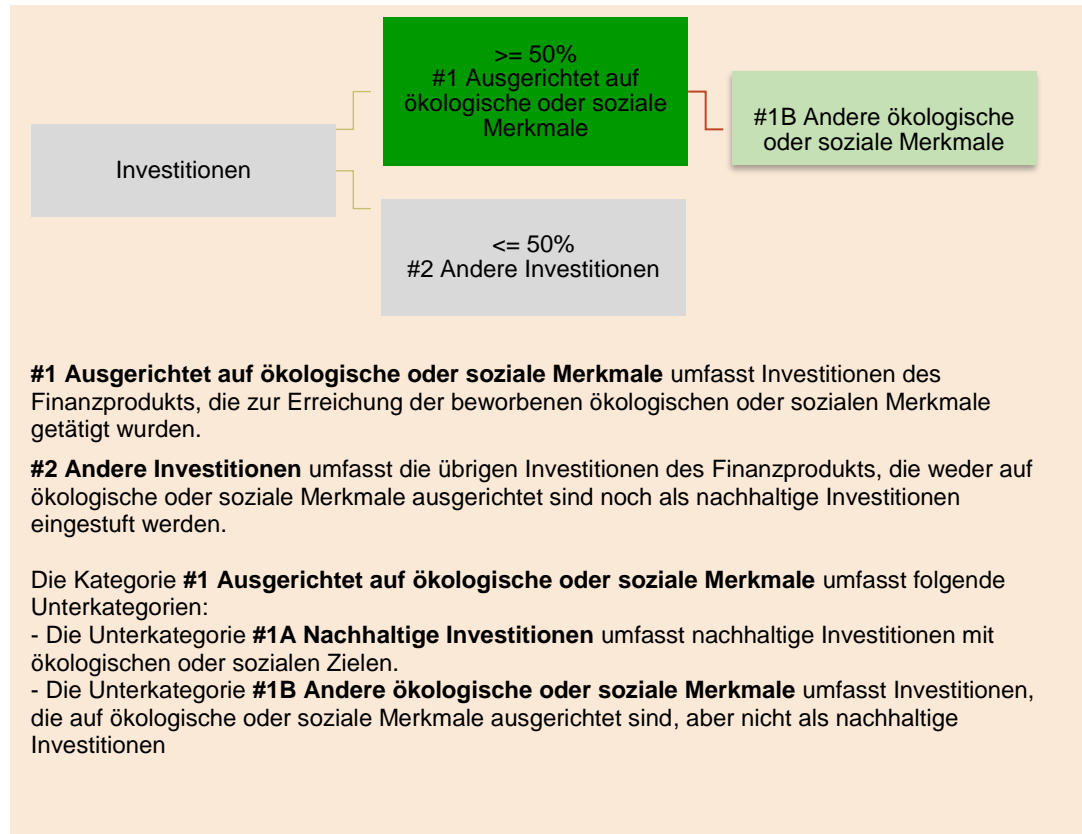 >= 50%
#1 Ausgerichtet auf
ökologische oder soziale
Merkmale
#1B Andere ökologische
oder soziale Merkmale
Investitionen
<= 50%
#2 Andere Investitionen
#1 Ausgerichtet auf ökologische oder soziale Merkmale umfasst Investitionen des
Finanzprodukts, die zur Erreichung der beworbenen ökologischen oder sozialen Merkmale
getätigt wurden.
#2 Andere Investitionen umfasst die übrigen Investitionen des Finanzprodukts, die weder auf
ökologische oder soziale Merkmale ausgerichtet sind noch als nachhaltige Investitionen
eingestuft werden.
Die Kategorie #1 Ausgerichtet auf ökologische oder soziale Merkmale umfasst folgende
Unterkategorien:
- Die Unterkategorie #1A Nachhaltige Investitionen umfasst nachhaltige Investitionen mit
ökologischen oder sozialen Zielen.
- Die Unterkategorie #1B Andere ökologische oder soziale Merkmale umfasst Investitionen,
die auf ökologische oder soziale Merkmale ausgerichtet sind, aber nicht als nachhaltige
Investitionen